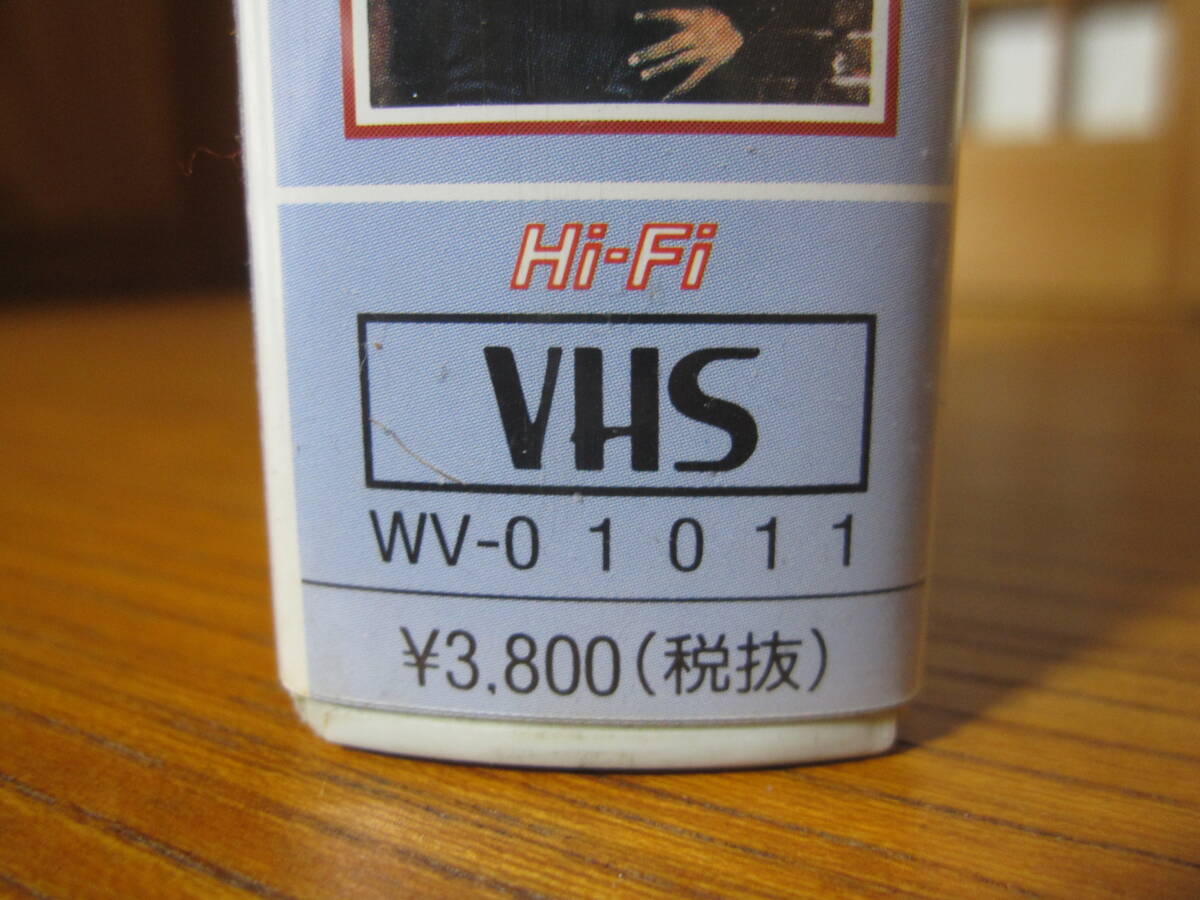 Hi-Fi
VHS
WV-01011
¥3,800(税抜)